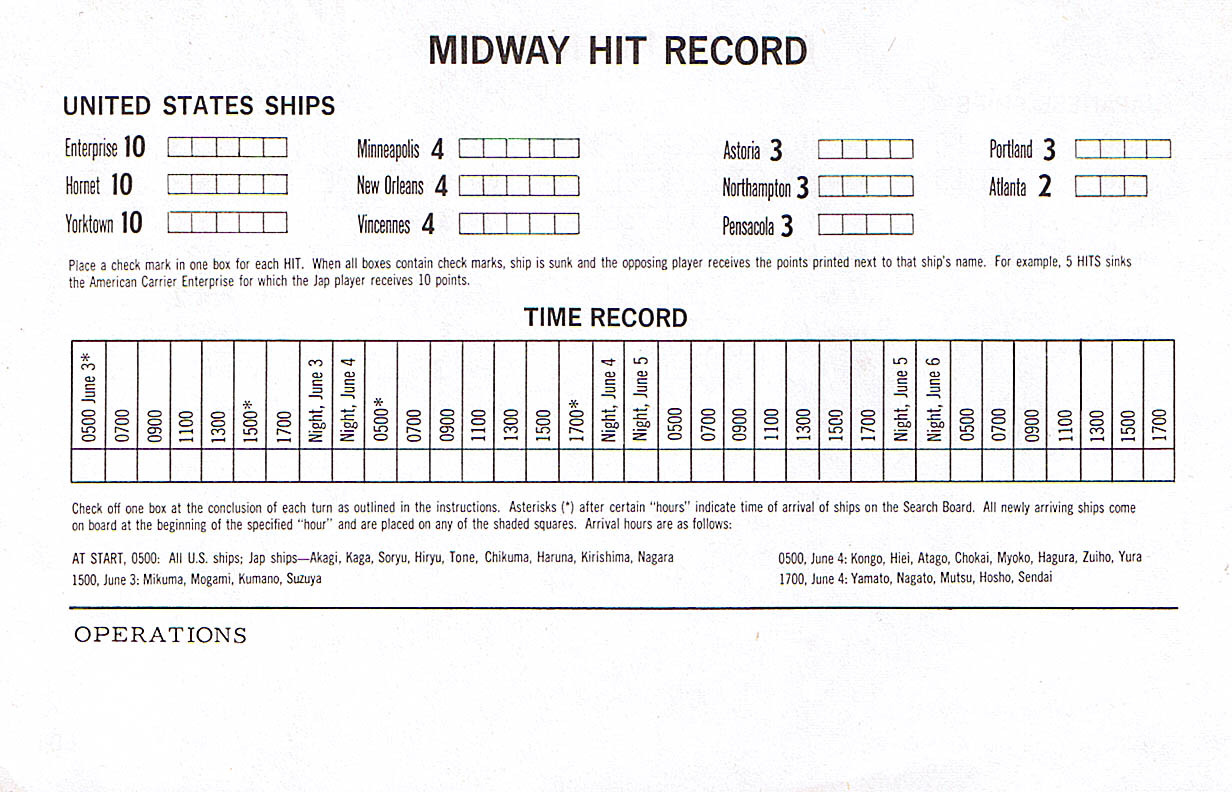 MIDWAY HIT RECORD
UNITED STATES SHIPS
Enterprise 10 Minneapolis 4 Astoria 3 Portland 3
Hornet 10 New Orleans 4 Northampton 3 Atlanta 2
Yorktown 10 Vincennes 4 Pensacola 3
Place a check mark in one box for each HIT. When all boxes contain check marks, ship is sunk and the opposing player receives the points printed next to that ship's name. For example, 5 HITS sinks
the American Carrier Enterprise for which the Jap player receives 10 points.
TIME RECORD
0500 June 3*
0700
0900
1100
1300
1500*
1700
Night, June 3
Night, June 4
0500*
0700
0900
1100
1300
1500
1700*
Night, June 4
Night, June 5
0500
0700
0900
1100
1300
1500
1700
Night, June 5
Night, June 6
0500
0700
0900
1100
1300
1500
1700
Check off one box at the conclusion of each turn as outlined in the instructions. Asterisks (*) after certain "hours" indicate time of arrival of ships on the Search Board. All newly arriving ships come
on board at the beginning of the specified "hour" and are placed on any of the shaded squares. Arrival hours are as follows:
AT START, 0500: All U.S. ships; Jap ships—Akagi, Kaga, Soryu, Hiryu, Tone, Chikuma, Haruna, Kirishima, Nagara
1500, June 3: Mikuma, Mogami, Kumano, Suzuya
0500, June 4: Kongo, Hiei, Atago, Chokai, Myoko, Hagura, Zuiho, Yura
1700, June 4: Yamato, Nagato, Mutsu, Hosho, Sendai
OPERATIONS